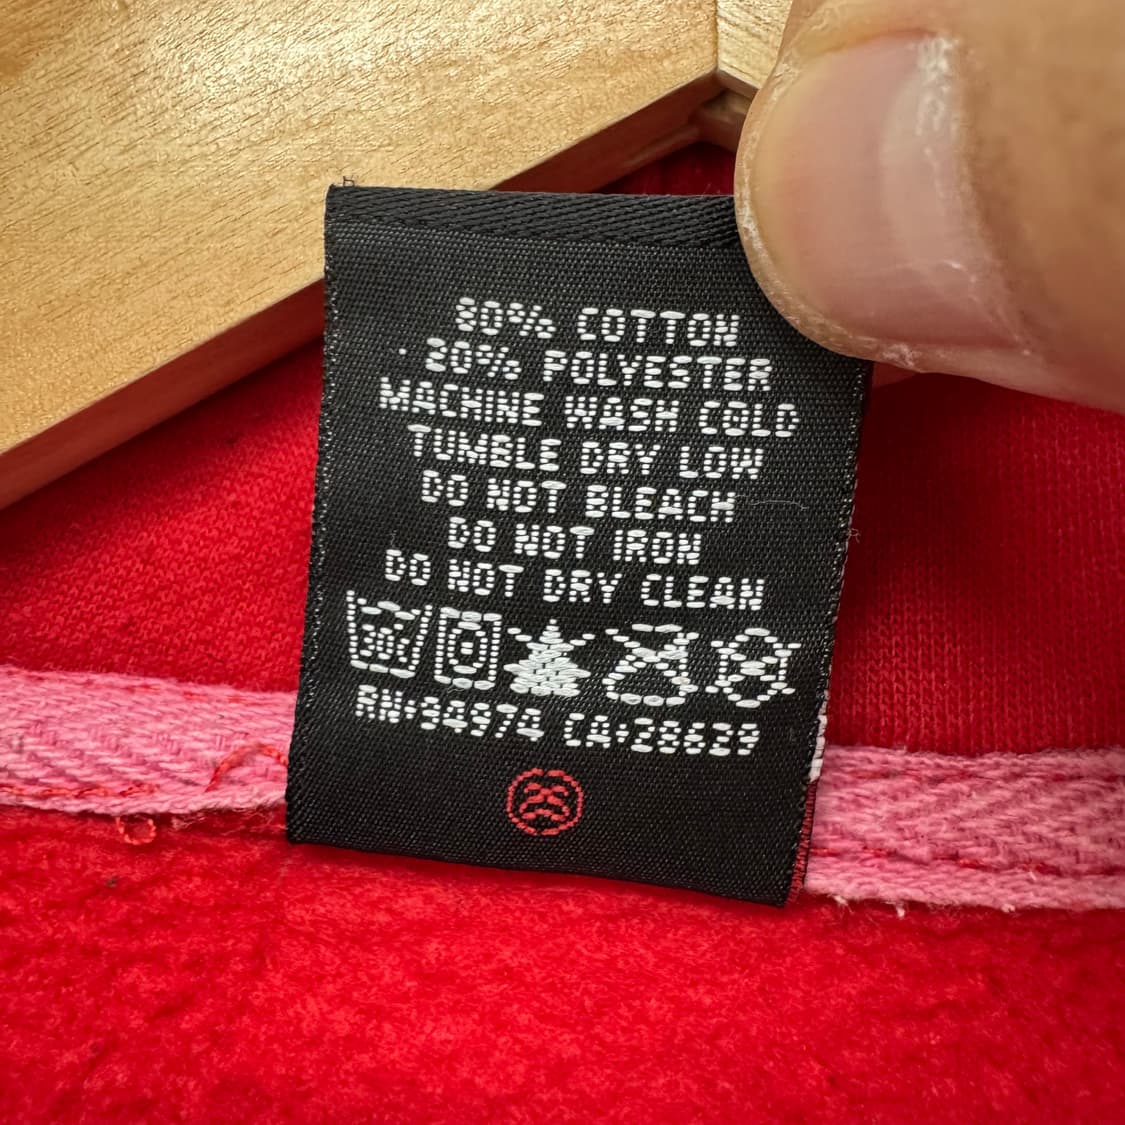 80% COTTON
20% POLYESTER
MACHINE WASH COLD
TUMBLE DRY LOW
DO NOT BLEACH
DO NOT IRON
DO NOT DRY CLEAN
30°
RN:94974 CA:28639